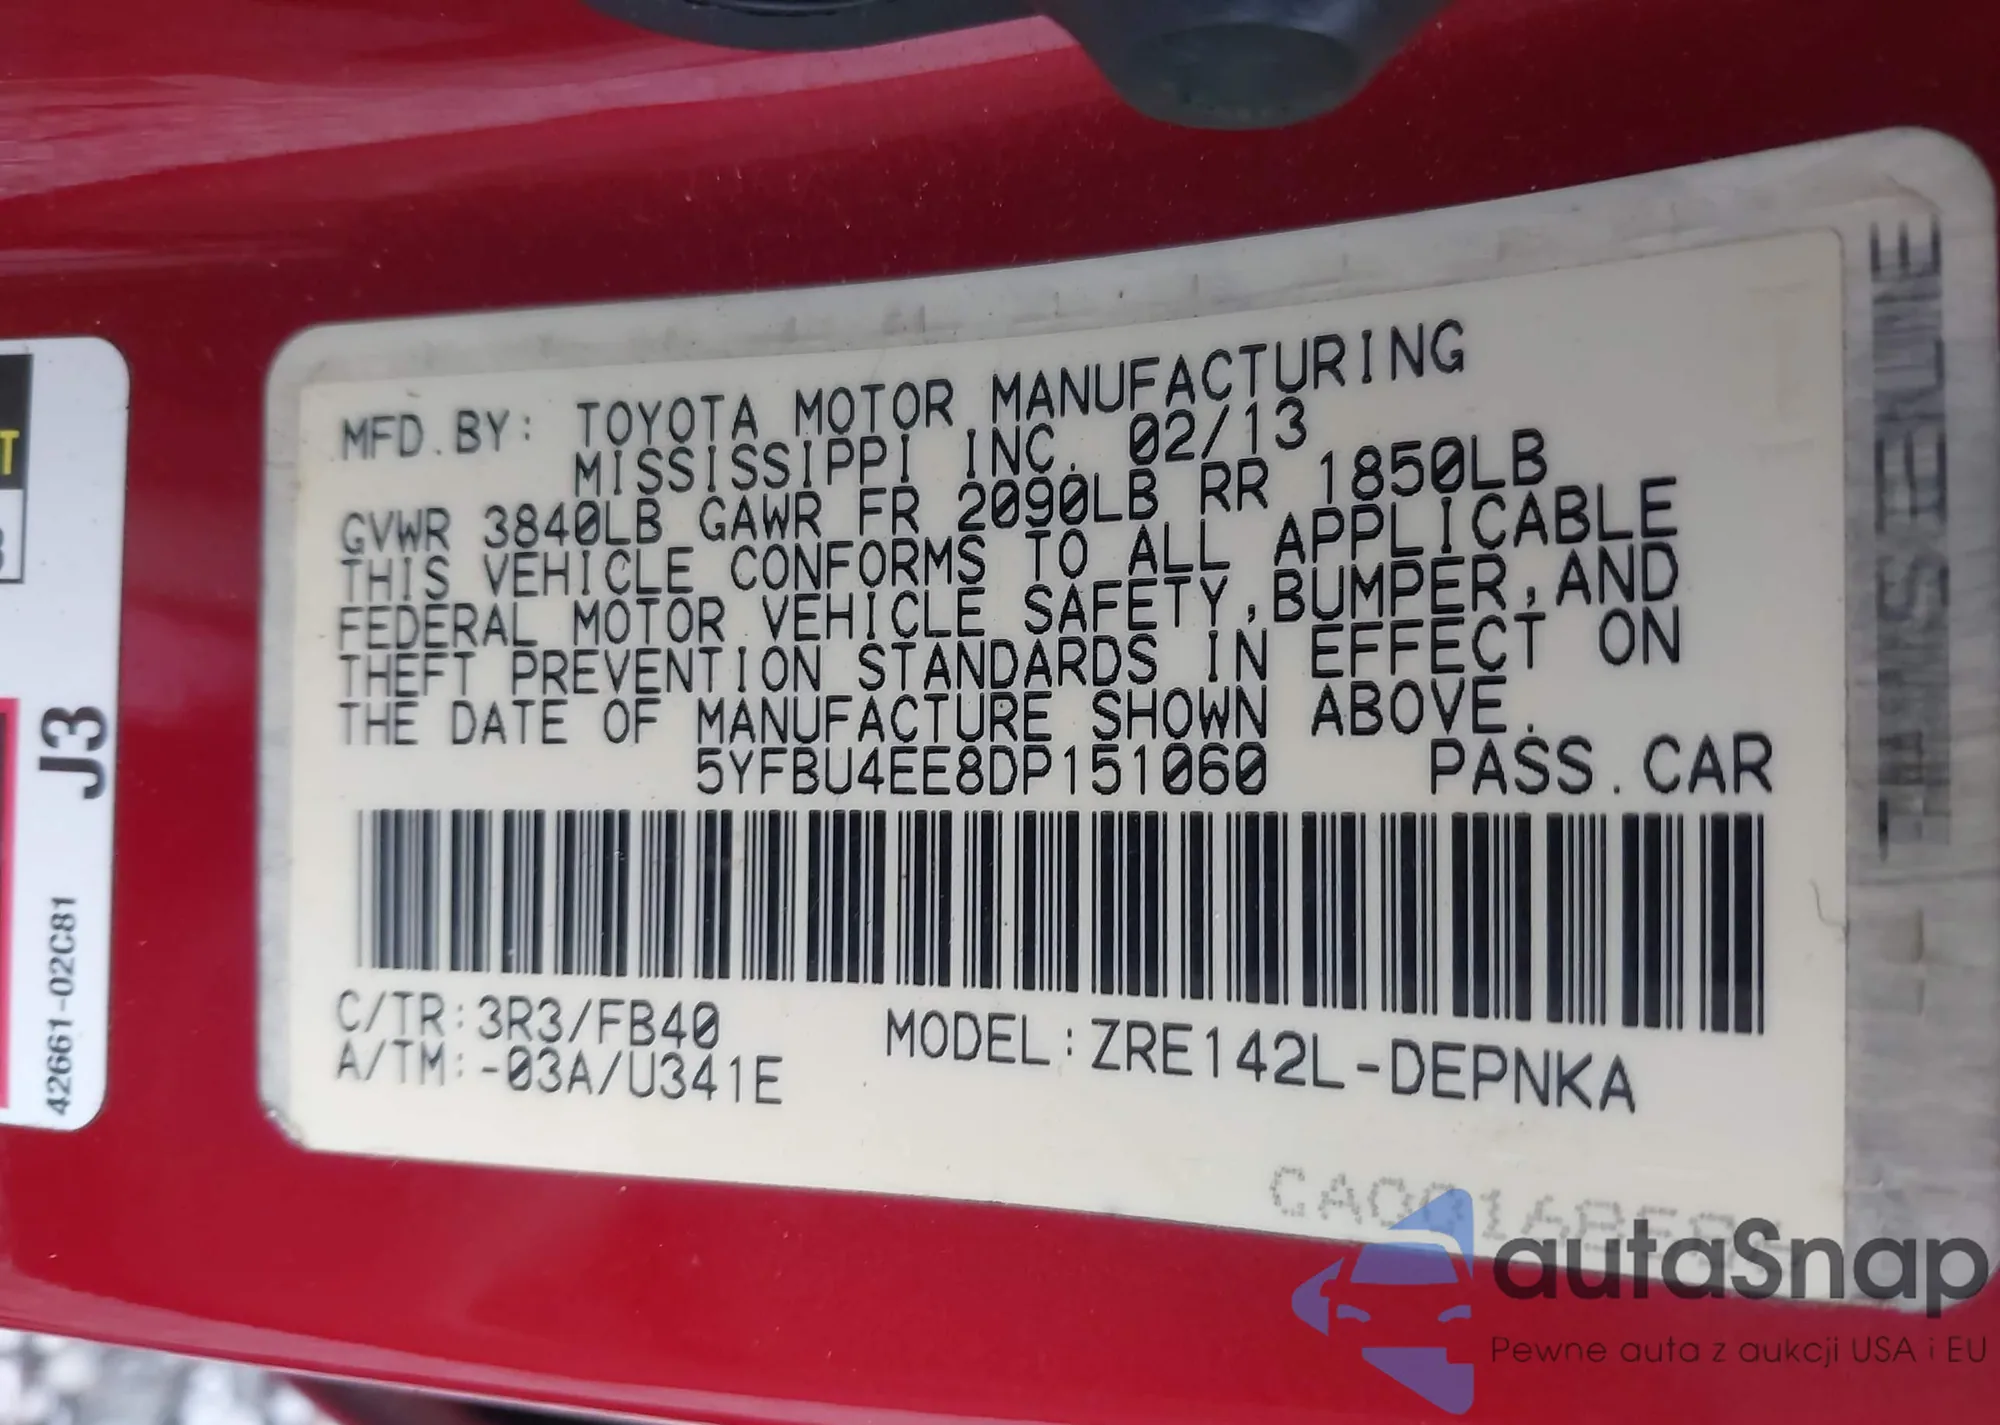 MFD.BY: TOYOTA MOTOR MANUFACTURING
MISSISSIPPI INC. 02/13
GVWR 3840LB GAWR FR 2090LB RR 1850LB
THIS VEHICLE CONFORMS TO ALL APPLICABLE
FEDERAL MOTOR VEHICLE SAFETY,BUMPER,AND
THEFT PREVENTION STANDARDS IN EFFECT ON
THE DATE OF MANUFACTURE SHOWN ABOVE.
5YFBU4EE8DP151060 PASS.CAR
C/TR:3R3/FB40
A/TM:-03A/U341E
MODEL:ZRE142L-DEPNKA
J3
42661-02C81
T
autaSnap
Pewne auta z aukcji USA i EU